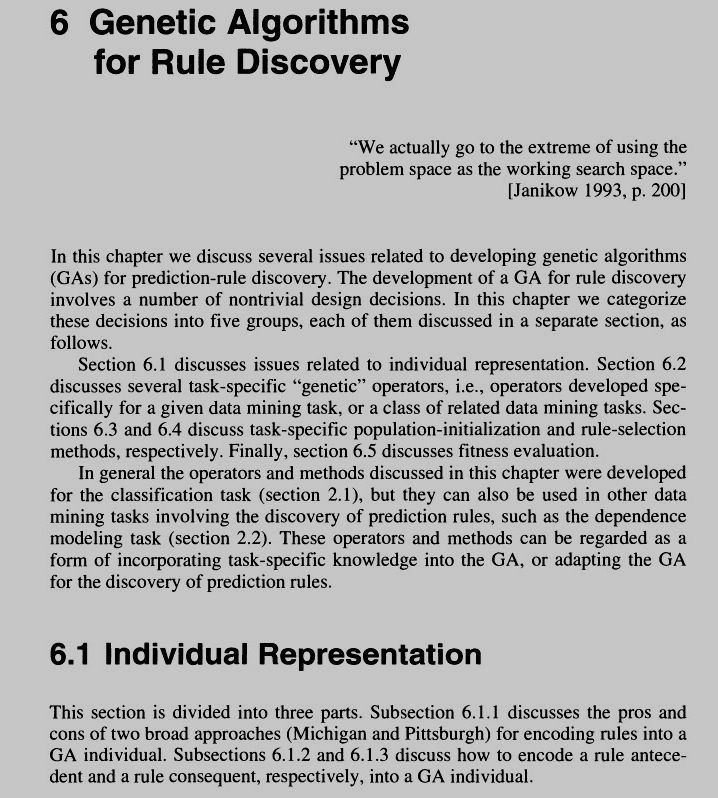 6 Genetic Algorithms
for Rule Discovery
“We actually go to the extreme of using the
problem space as the working search space.”
[Janikow 1993, p. 200]
In this chapter we discuss several issues related to developing genetic algorithms
(GAs) for prediction-rule discovery. The development of a GA for rule discovery
involves a number of nontrivial design decisions. In this chapter we categorize
these decisions into five groups, each of them discussed in a separate section, as
follows.
Section 6.1 discusses issues related to individual representation. Section 6.2
discusses several task-specific “genetic” operators, i.e., operators developed spe-
cifically for a given data mining task, or a class of related data mining tasks. Sec-
tions 6.3 and 6.4 discuss task-specific population-initialization and rule-selection
methods, respectively. Finally, section 6.5 discusses fitness evaluation.
In general the operators and methods discussed in this chapter were developed
for the classification task (section 2.1), but they can also be used in other data
mining tasks involving the discovery of prediction rules, such as the dependence
modeling task (section 2.2). These operators and methods can be regarded as a
form of incorporating task-specific knowledge into the GA, or adapting the GA
for the discovery of prediction rules.
6.1 Individual Representation
This section is divided into three parts. Subsection 6.1.1 discusses the pros and
cons of two broad approaches (Michigan and Pittsburgh) for encoding rules into a
GA individual. Subsections 6.1.2 and 6.1.3 discuss how to encode a rule antece-
dent and a rule consequent, respectively, into a GA individual.